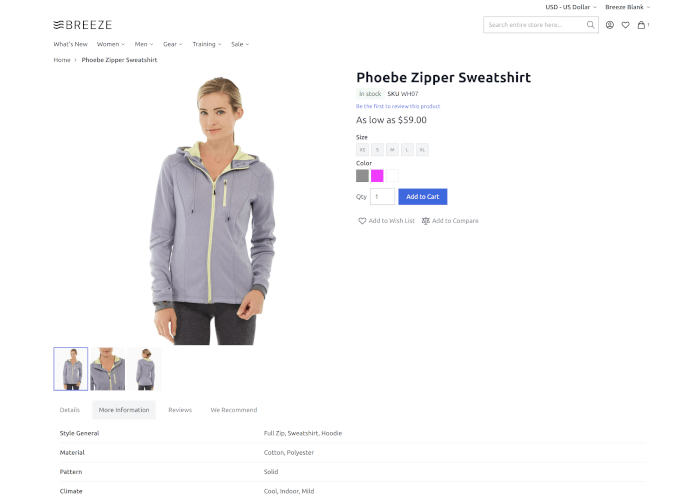 USD - US Dollar Breeze Blank
BREEZE
Search entire store here...
1
What's New Women Men Gear Training Sale
Home Phoebe Zipper Sweatshirt
Phoebe Zipper Sweatshirt
In stock SKU WH07
Be the first to review this product
As low as $59.00
Size
XS S M L XL
Color
Qty 1 Add to Cart
Add to Wish List Add to Compare
Details More Information Reviews We Recommend
Style General Full Zip, Sweatshirt, Hoodie
Material Cotton, Polyester
Pattern Solid
Climate Cool, Indoor, Mild